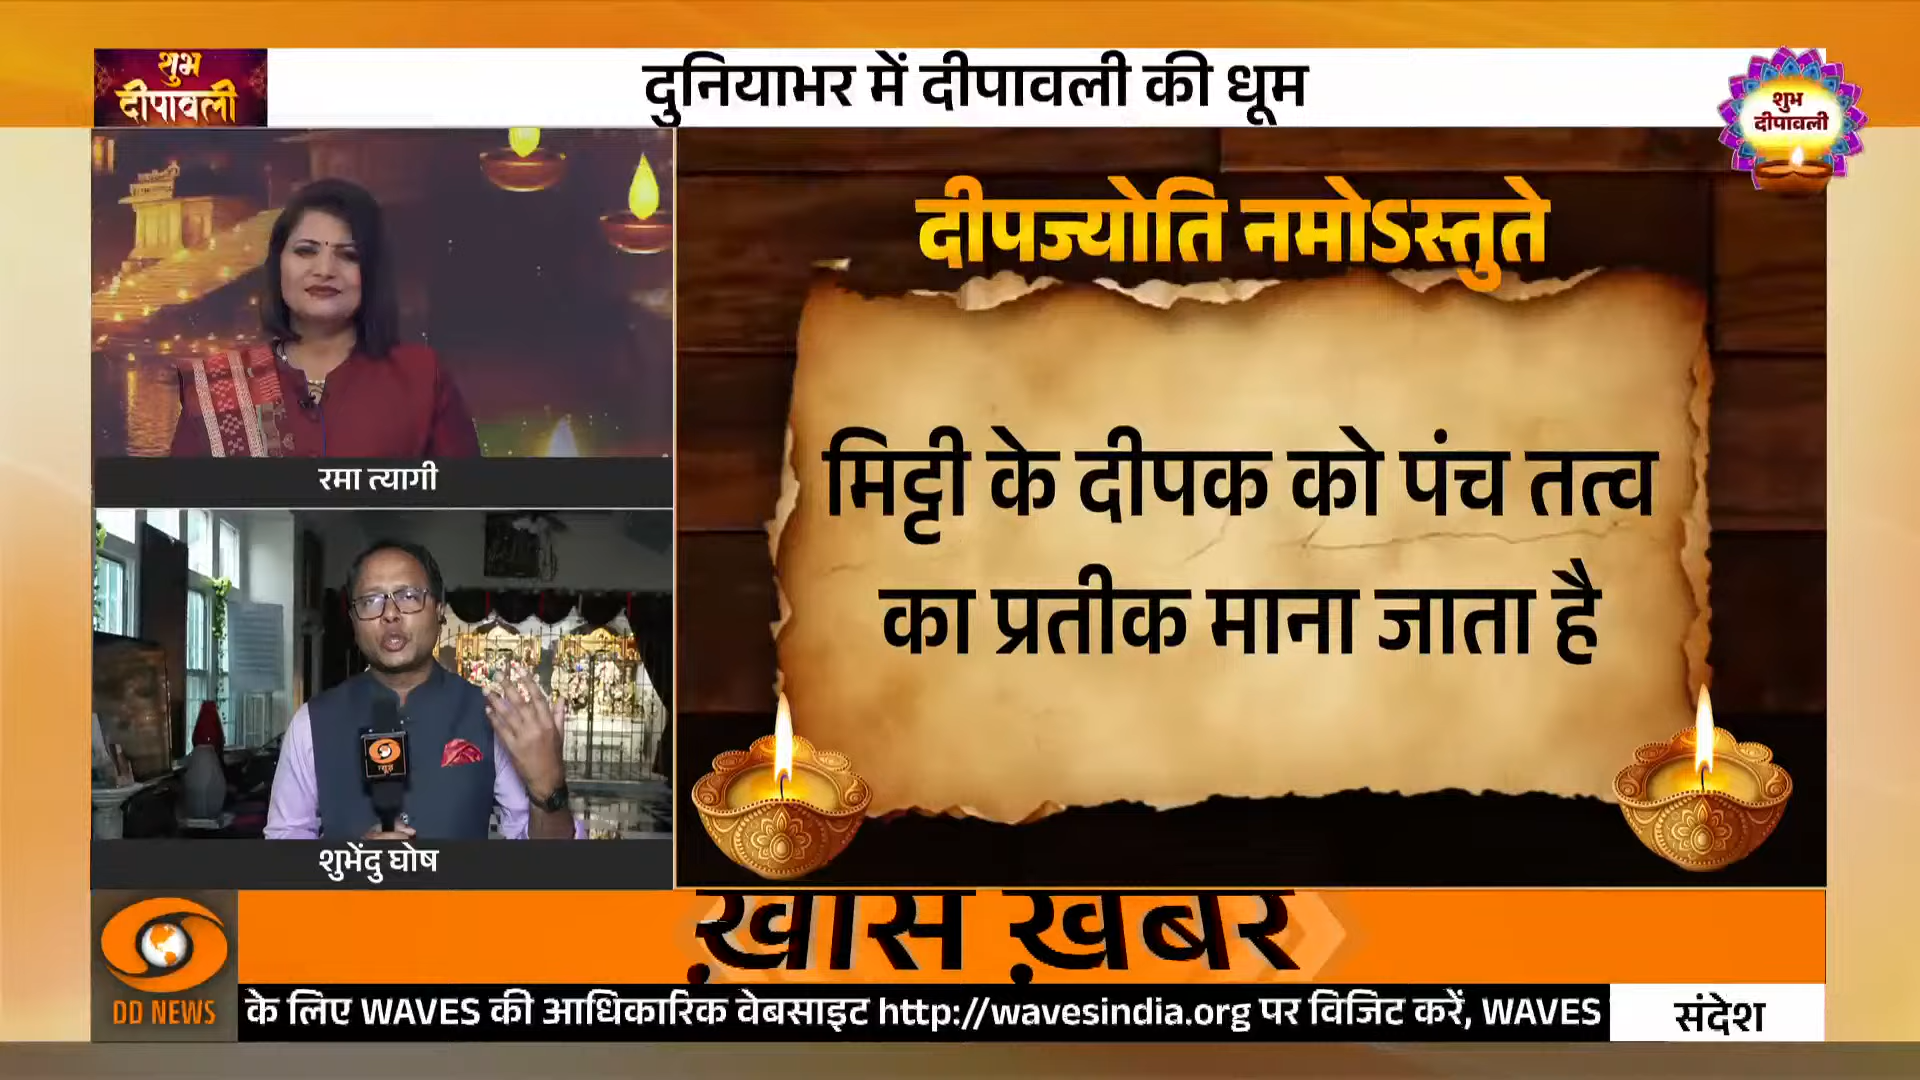 शुभ
दीपावली
दुनियाभर में दीपावली की धूम
शुभ
दीपावली
दीपज्योति नमोऽस्तुते
मिट्टी के दीपक को पंच तत्व
का प्रतीक माना जाता है
रमा त्यागी
न्यूज़
शुभेंदु घोष
ख़ास ख़बर
DD NEWS
के लिए WAVES की आधिकारिक वेबसाइट http://wavesindia.org पर विजिट करें, WAVES
संदेश